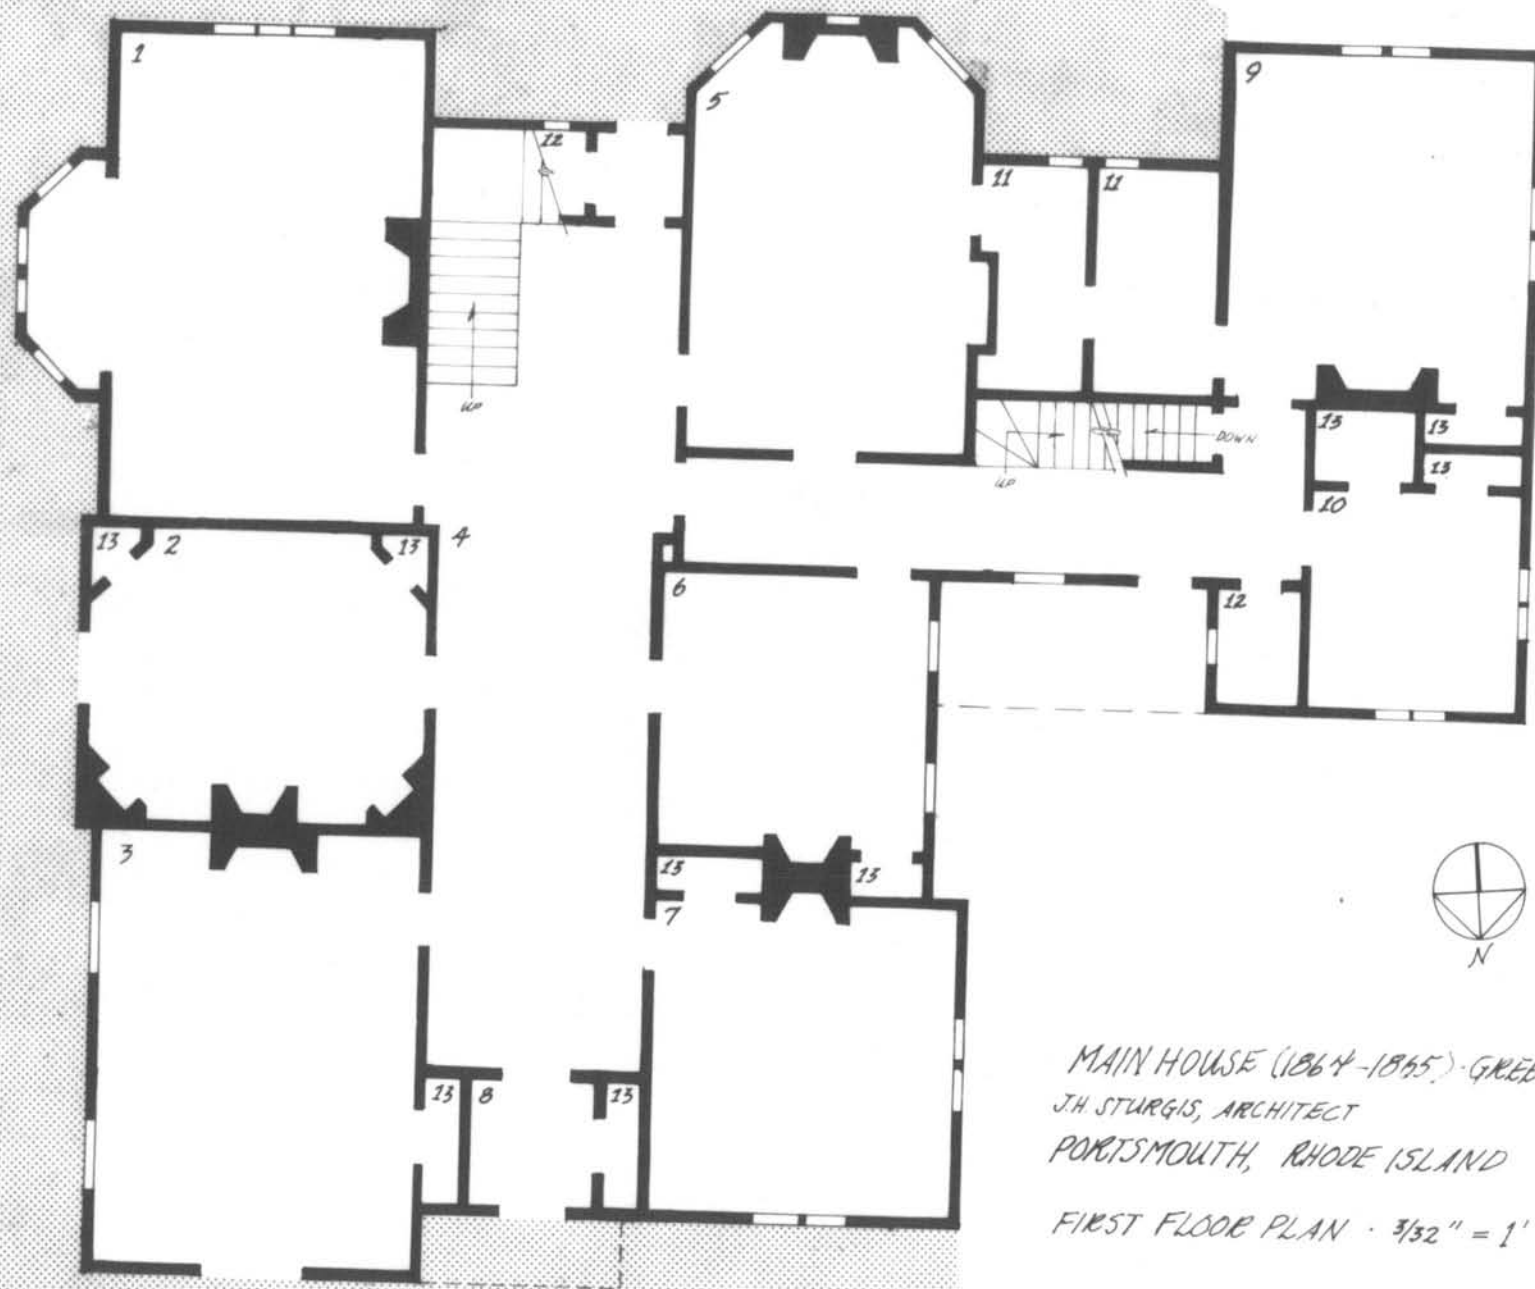 1
9
5
12
11
11
UP
DOWN
UP
13
13
13
10
13
2
13
4
6
12
3
13
13
7
N
13
8
13
MAIN HOUSE (1864-1865) · GREE
J.H. STURGIS, ARCHITECT
PORTSMOUTH, RHODE ISLAND
FIRST FLOOR PLAN · 3/32" = 1'